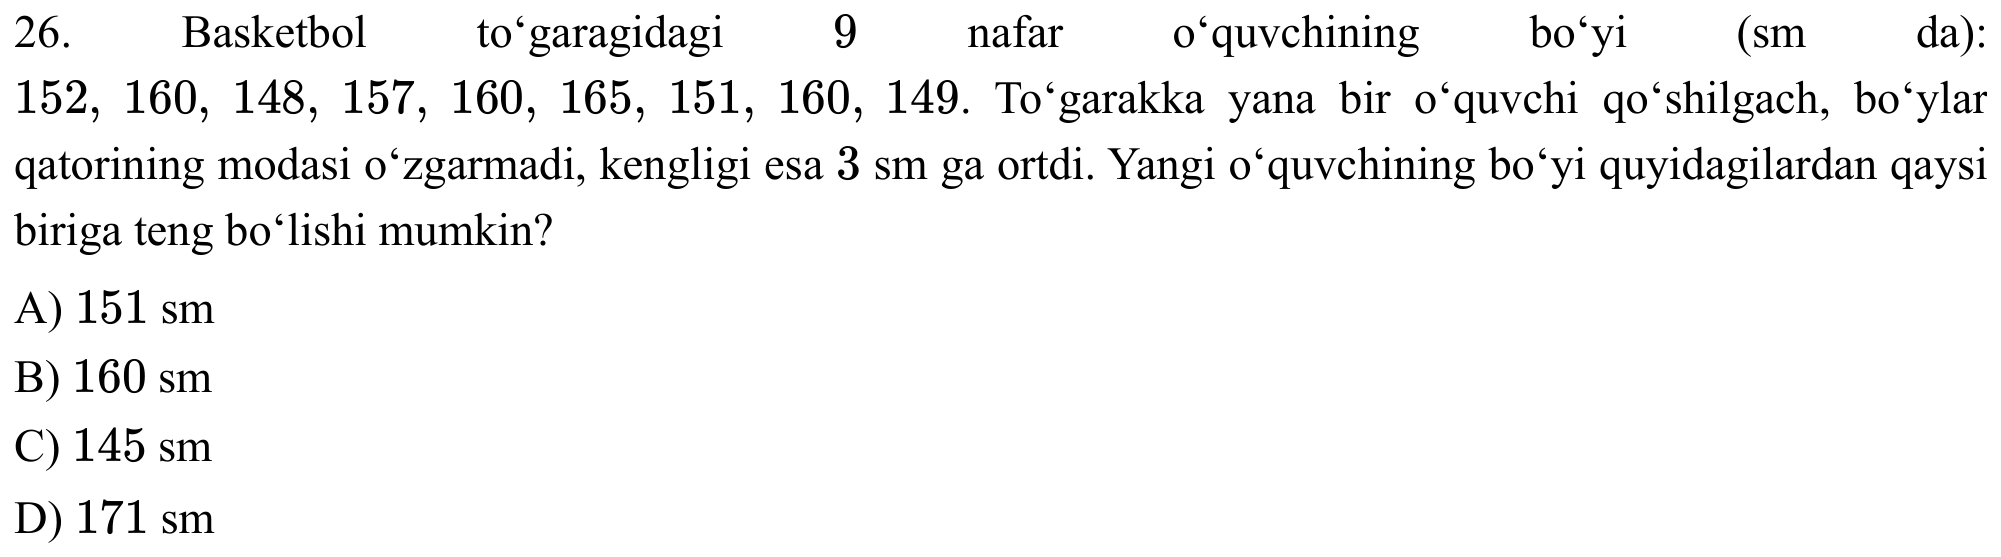 26. Basketbol to‘garagidagi 9 nafar o‘quvchining bo‘yi (sm da):
152, 160, 148, 157, 160, 165, 151, 160, 149. To‘garakka yana bir o‘quvchi qo‘shilgach, bo‘ylar
qatorining modasi o‘zgarmadi, kengligi esa 3 sm ga ortdi. Yangi o‘quvchining bo‘yi quyidagilardan qaysi
biriga teng bo‘lishi mumkin?
A) 151 sm
B) 160 sm
C) 145 sm
D) 171 sm